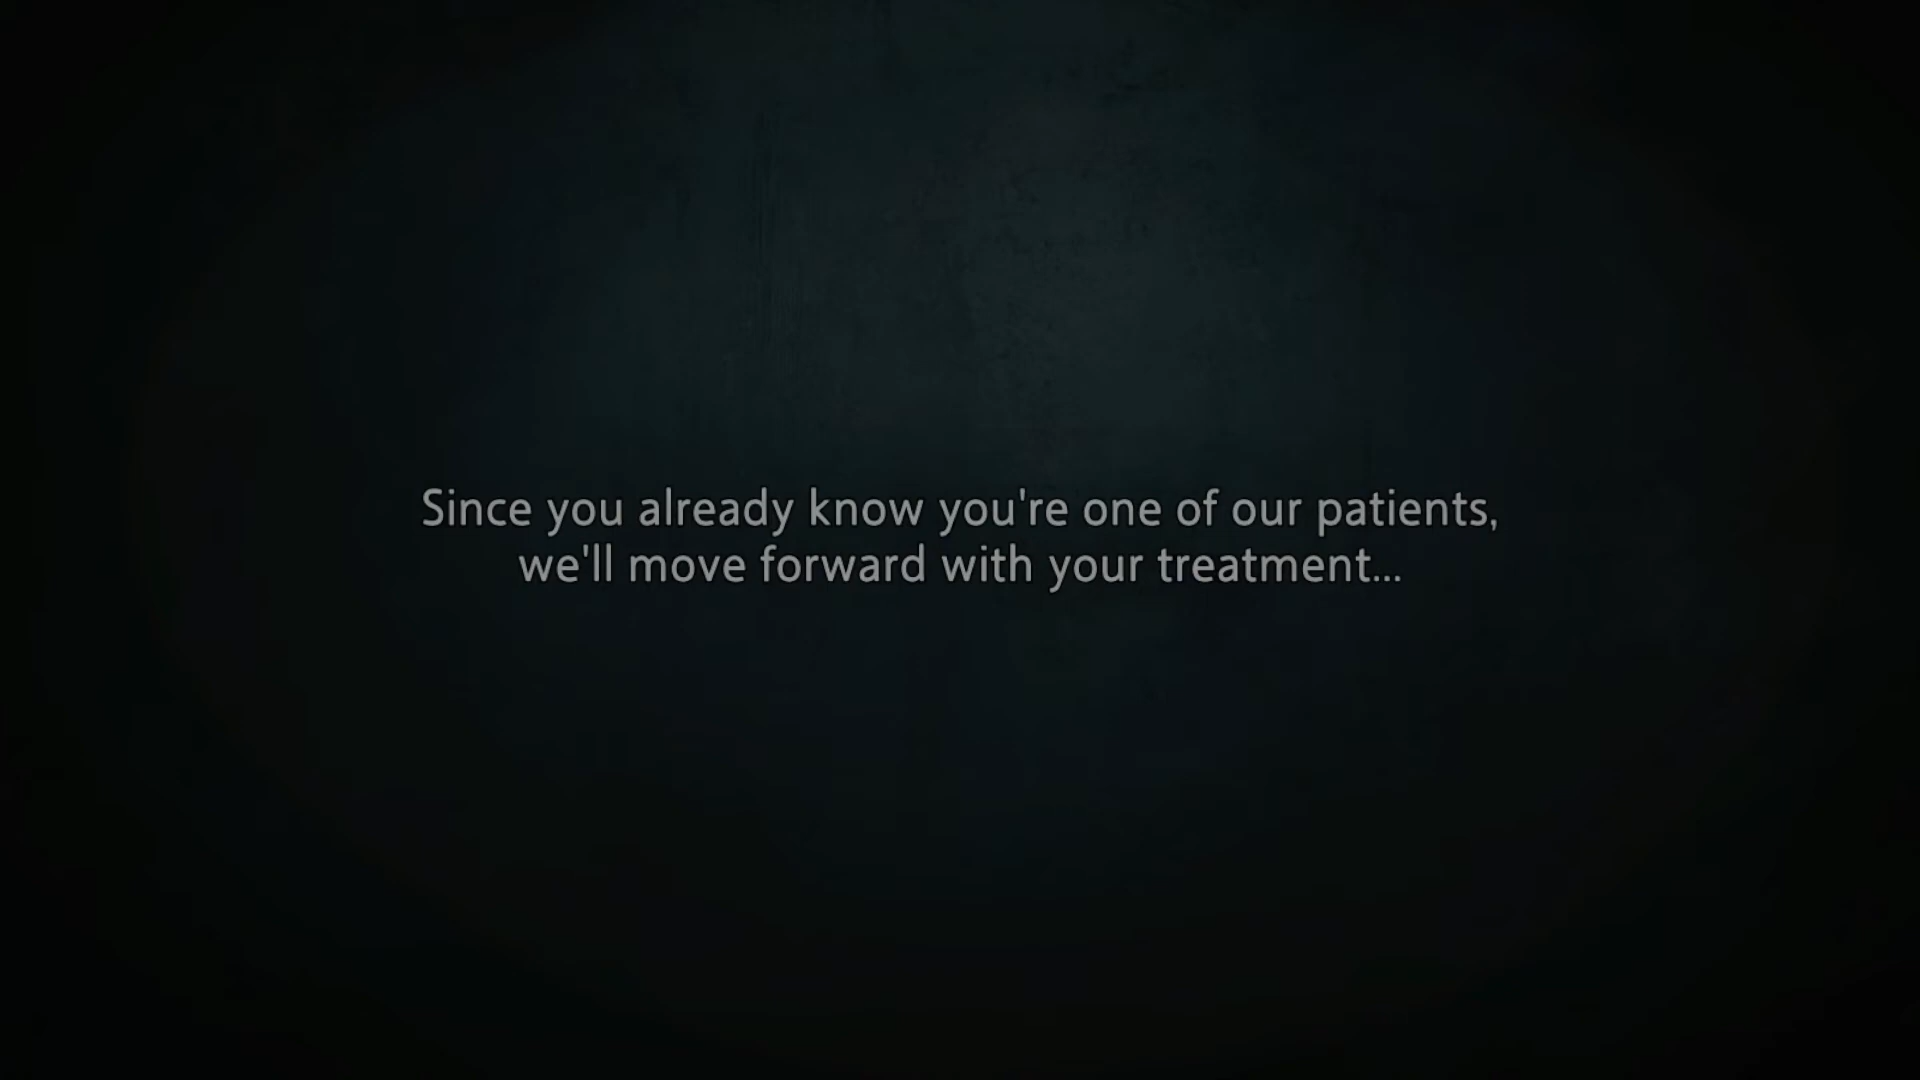 Since you already know you're one of our patients,
we'll move forward with your treatment...